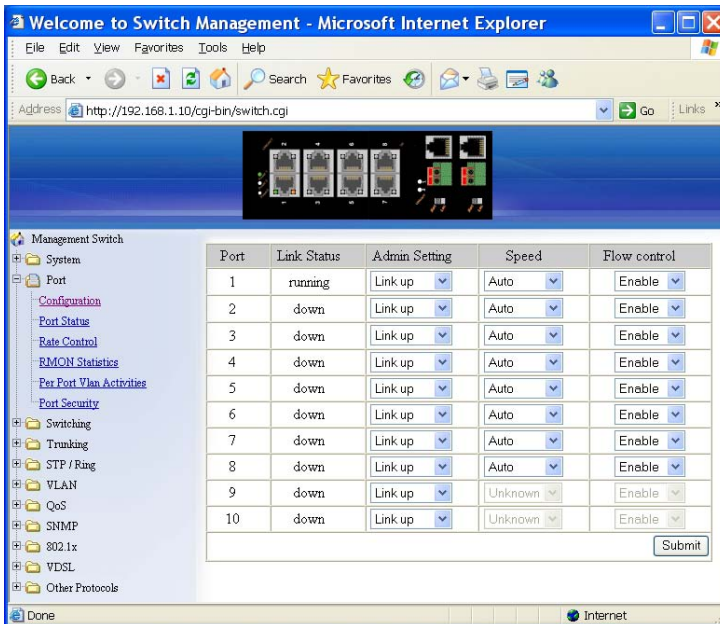 Welcome to Switch Management - Microsoft Internet Explorer
File Edit View Favorites Tools Help
Back Search Favorites
Address http://192.168.1.10/cgi-bin/switch.cgi Go Links
Management Switch
System
Port
Configuration
Port Status
Rate Control
RMON Statistics
Per Port Vlan Activities
Port Security
Switching
Trunking
STP / Ring
VLAN
QoS
SNMP
802.1x
VDSL
Other Protocols
Port Link Status Admin Setting Speed Flow control
1 running Link up Auto Enable
2 down Link up Auto Enable
3 down Link up Auto Enable
4 down Link up Auto Enable
5 down Link up Auto Enable
6 down Link up Auto Enable
7 down Link up Auto Enable
8 down Link up Auto Enable
9 down Link up Unknown Enable
10 down Link up Unknown Enable
Submit
Done Internet